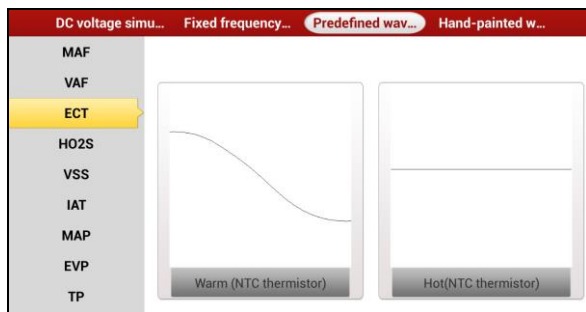 DC voltage simu... Fixed frequency... Predefined wav... Hand-painted w...
MAF
VAF
ECT
HO2S
VSS
IAT
MAP
EVP
TP
Warm (NTC thermistor)
Hot(NTC thermistor)